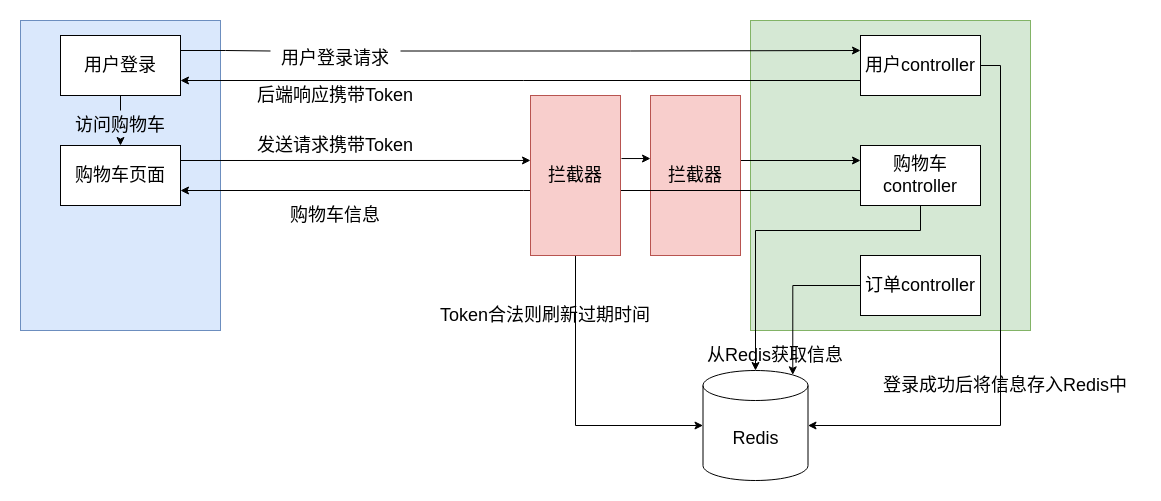 用户登录
用户登录请求
用户controller
后端响应携带Token
访问购物车
发送请求携带Token
购物车页面
拦截器
拦截器
购物车
controller
购物车信息
订单controller
Token合法则刷新过期时间
从Redis获取信息
登录成功后将信息存入Redis中
Redis